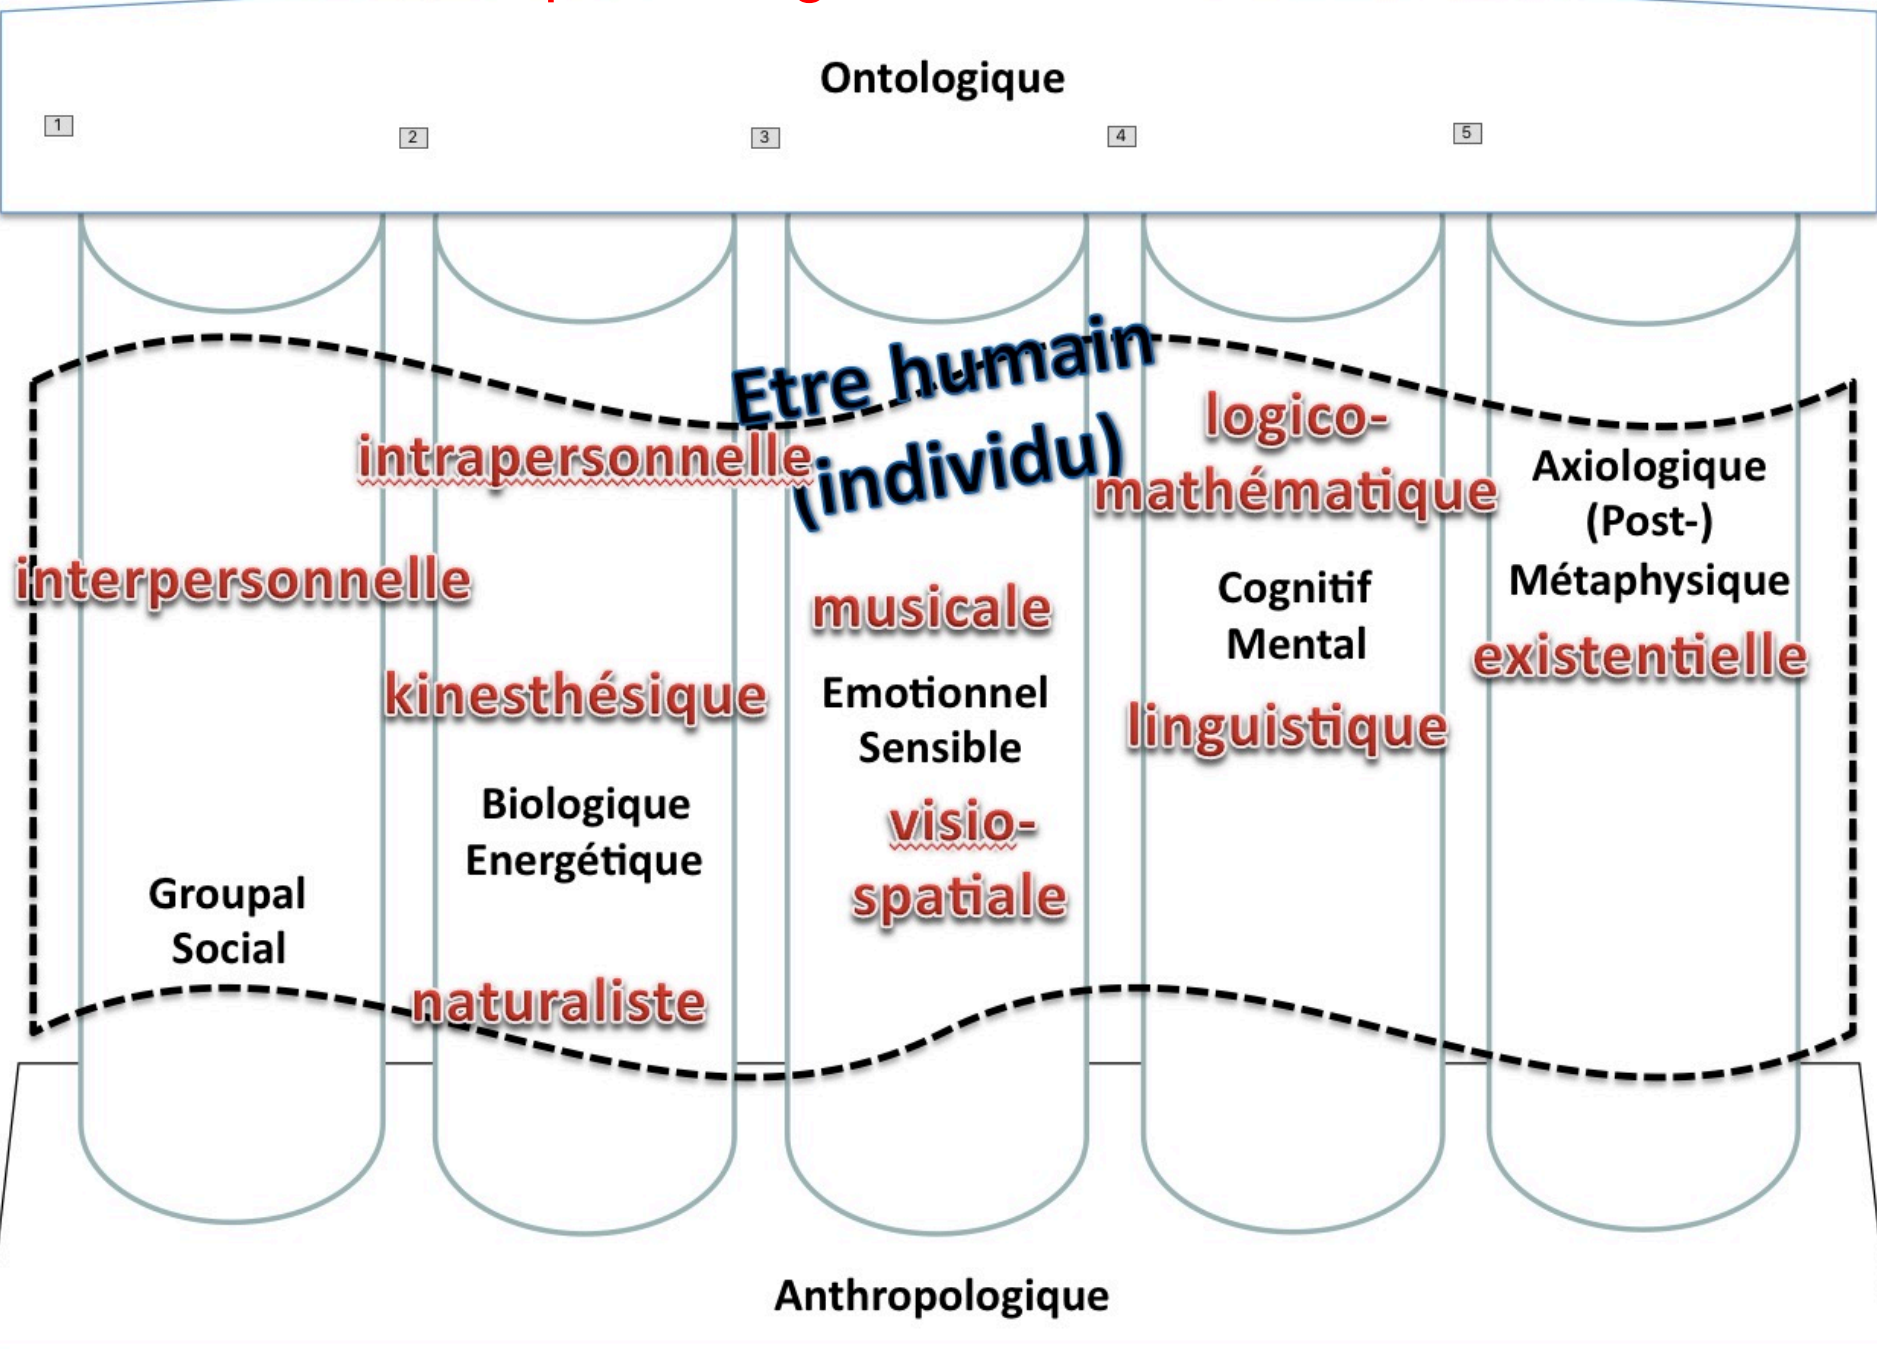 Ontologique
1
2
3
4
5
Etre humain
(individu)
intrapersonnelle
interpersonnelle
kinesthésique
Biologique
Energétique
Groupal
Social
naturaliste
musicale
Emotionnel
Sensible
visio-
spatiale
logico-
mathématique
Cognitif
Mental
linguistique
Axiologique
(Post-)
Métaphysique
existentielle
Anthropologique